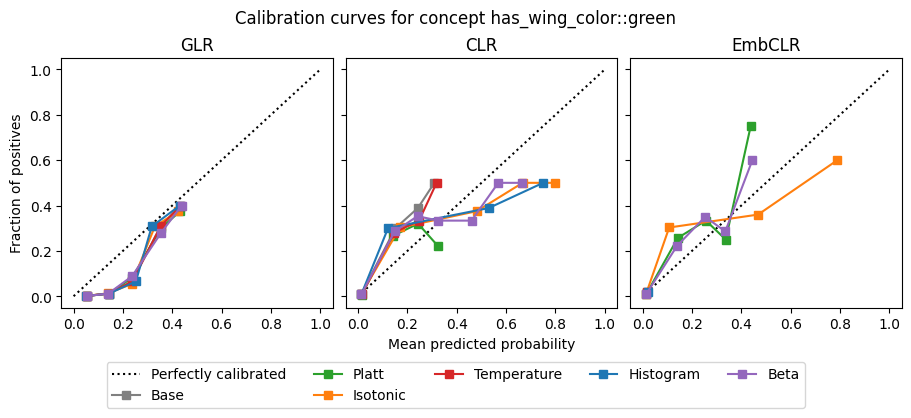 Calibration curves for concept has_wing_color::green
GLR
CLR
EmbCLR
Fraction of positives
1.0
0.8
0.6
0.4
0.2
0.0
0.0 0.2 0.4 0.6 0.8 1.0
0.0 0.2 0.4 0.6 0.8 1.0
0.0 0.2 0.4 0.6 0.8 1.0
Mean predicted probability
Perfectly calibrated Platt Temperature Histogram Beta
Base Isotonic